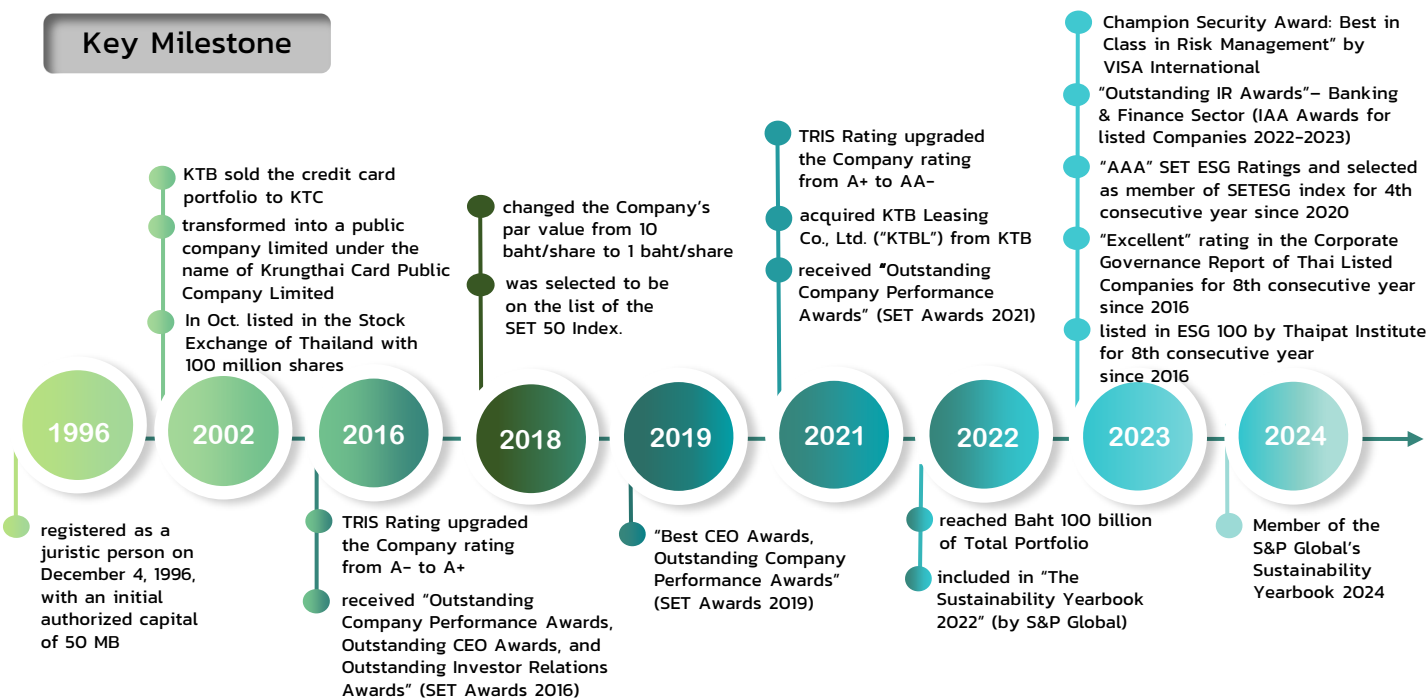 Key Milestone
1996
registered as a
juristic person on
December 4, 1996,
with an initial
authorized capital
of 50 MB
2002
KTB sold the credit card
portfolio to KTC
transformed into a public
company limited under the
name of Krungthai Card Public
Company Limited
In Oct. listed in the Stock
Exchange of Thailand with
100 million shares
2016
TRIS Rating upgraded
the Company rating
from A- to A+
received “Outstanding
Company Performance Awards,
Outstanding CEO Awards, and
Outstanding Investor Relations
Awards” (SET Awards 2016)
2018
changed the Company’s
par value from 10
baht/share to 1 baht/share
was selected to be
on the list of the
SET 50 Index.
2019
“Best CEO Awards,
Outstanding Company
Performance Awards”
(SET Awards 2019)
2021
TRIS Rating upgraded
the Company rating
from A+ to AA-
acquired KTB Leasing
Co., Ltd. (“KTBL”) from KTB
received “Outstanding
Company Performance
Awards” (SET Awards 2021)
2022
reached Baht 100 billion
of Total Portfolio
included in “The
Sustainability Yearbook
2022” (by S&P Global)
2023
Champion Security Award: Best in
Class in Risk Management” by
VISA International
“Outstanding IR Awards”– Banking
& Finance Sector (IAA Awards for
listed Companies 2022-2023)
“AAA” SET ESG Ratings and selected
as member of SETESG index for 4th
consecutive year since 2020
“Excellent” rating in the Corporate
Governance Report of Thai Listed
Companies for 8th consecutive year
since 2016
listed in ESG 100 by Thaipat Institute
for 8th consecutive year
since 2016
2024
Member of the
S&P Global’s
Sustainability
Yearbook 2024